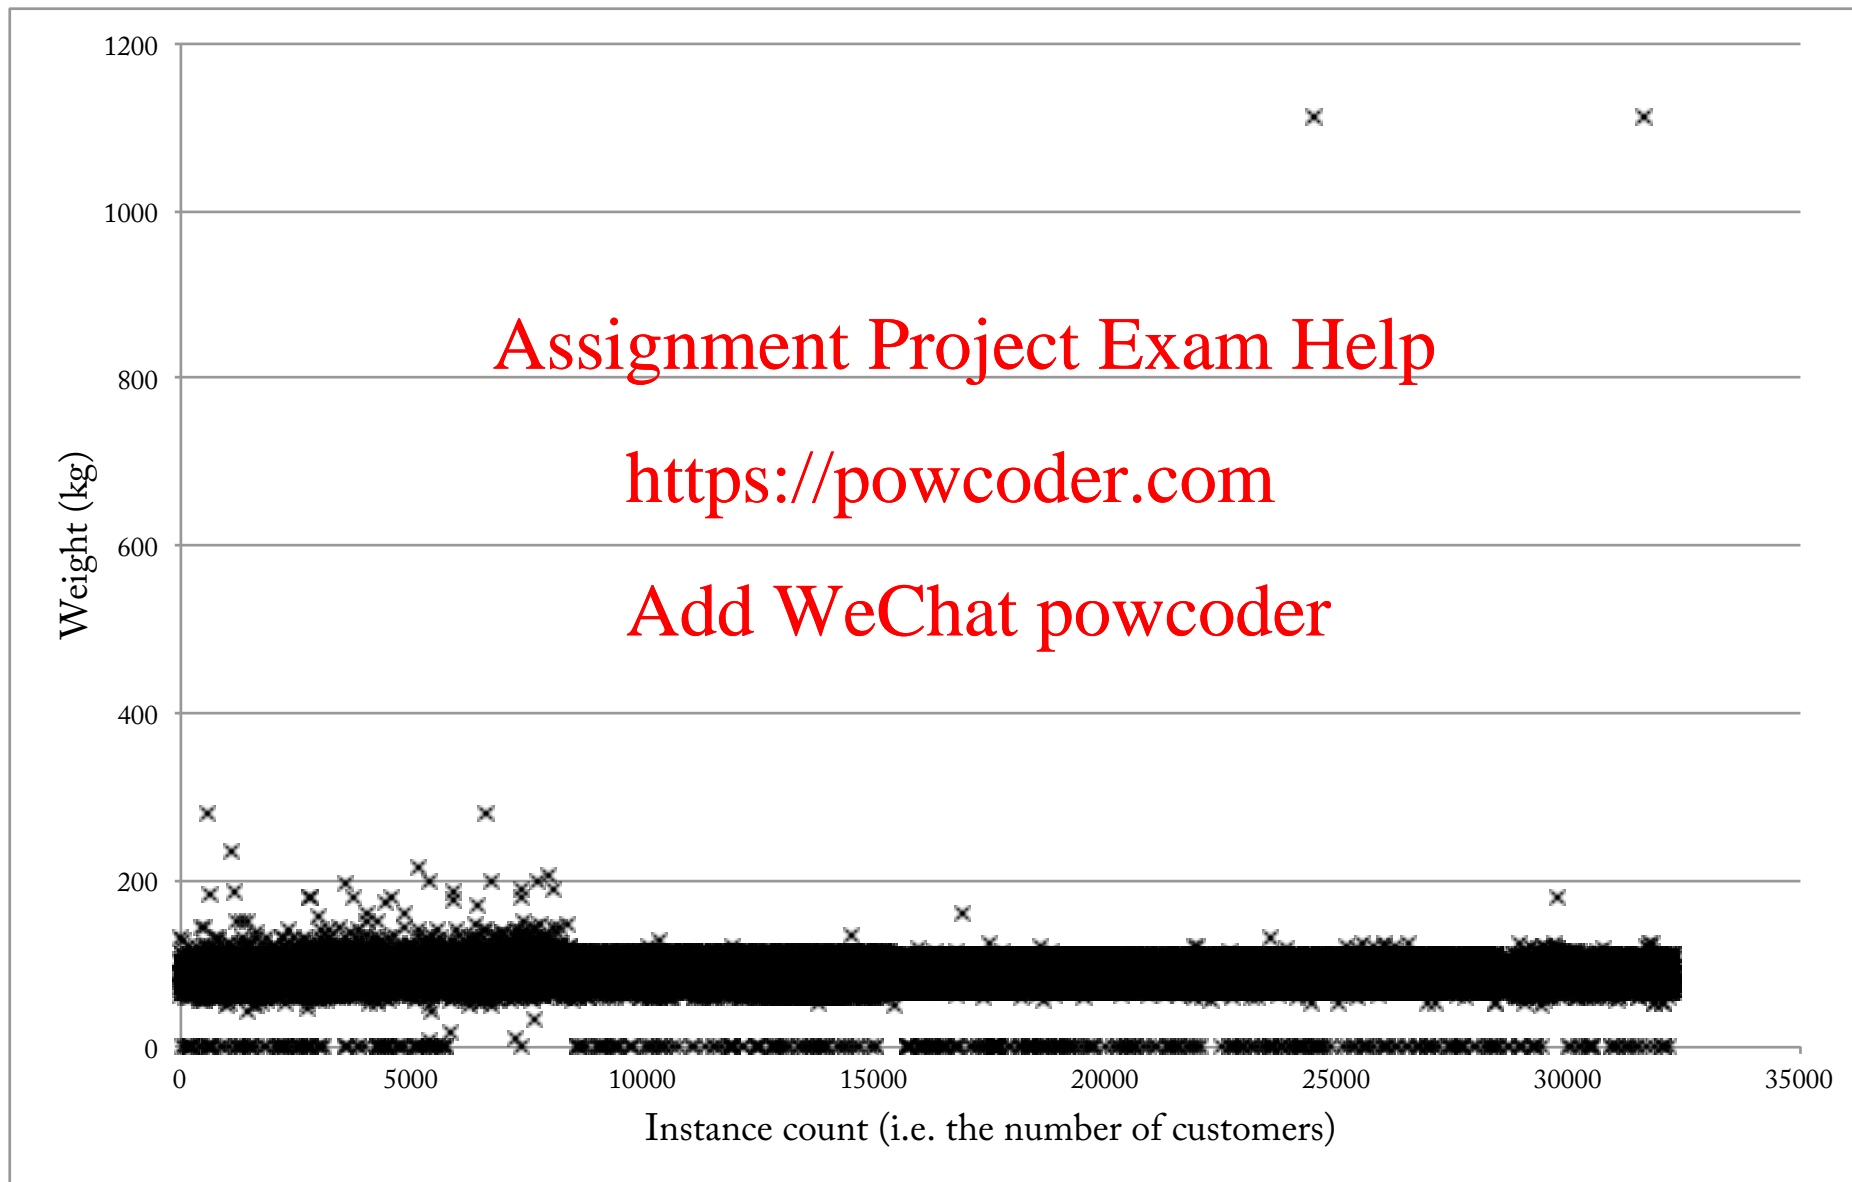 1200
1000
Assignment Project Exam Help
800
https://powcoder.com
Weight (kg)
600
Add WeChat powcoder
400
200
0
0 5000 10000 15000 20000 25000 30000 35000
Instance count (i.e. the number of customers)